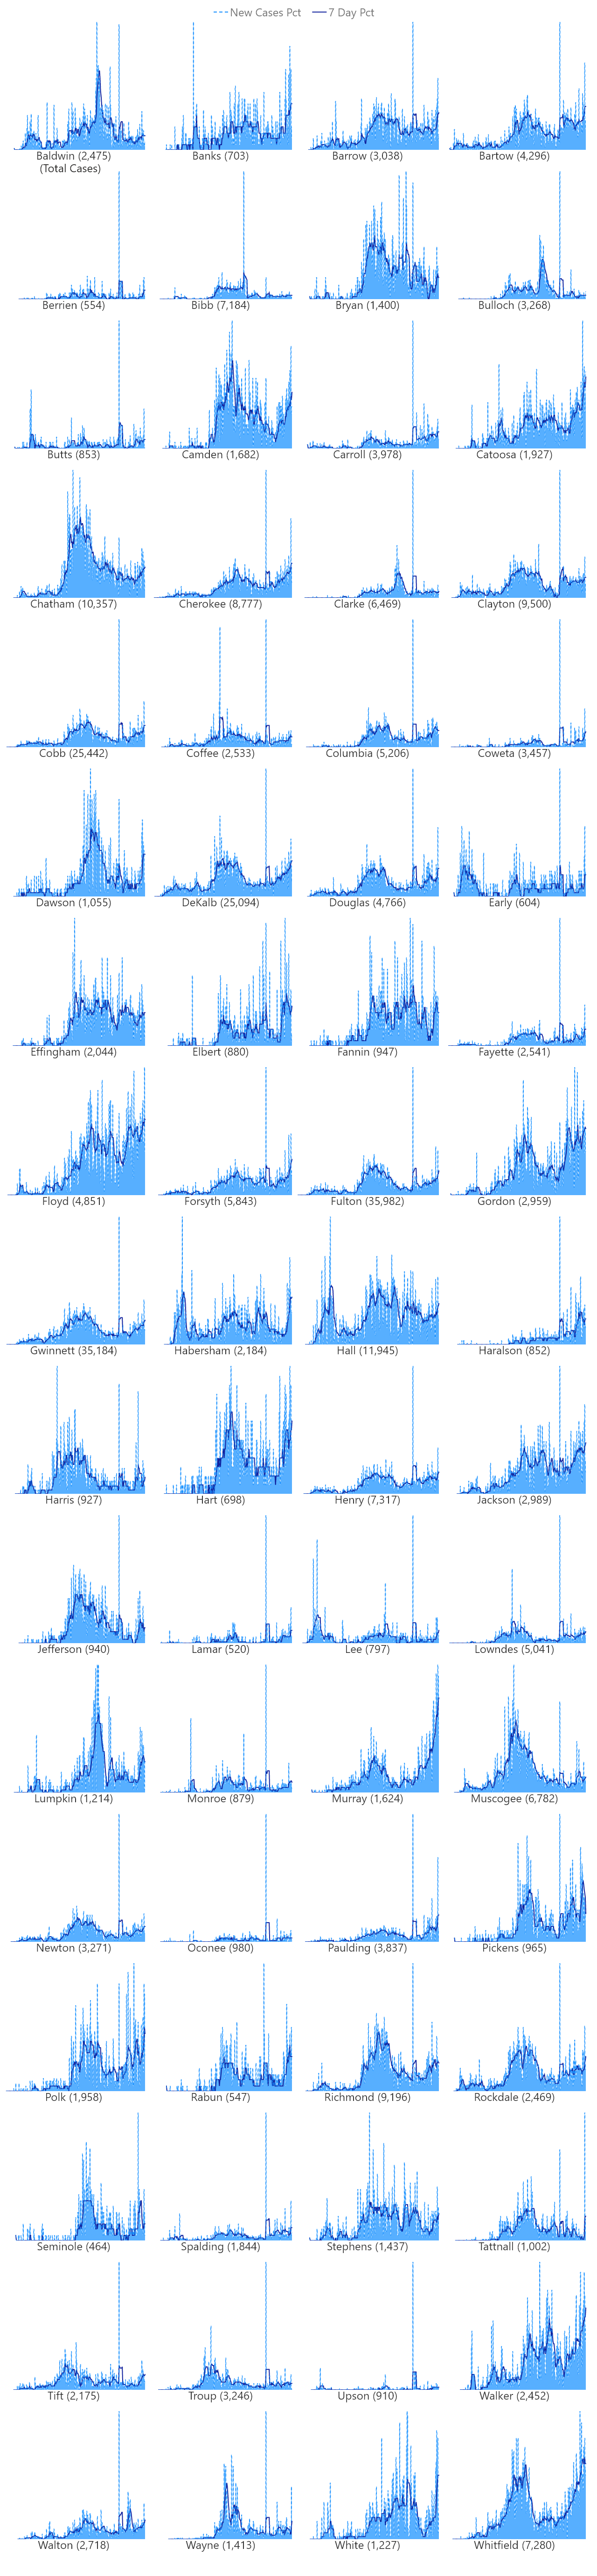 New Cases Pct 7 Day Pct
Baldwin (2,475) Banks (703) Barrow (3,038) Bartow (4,296)
(Total Cases)
Berrien (554) Bibb (7,184) Bryan (1,400) Bulloch (3,268)
Butts (853) Camden (1,682) Carroll (3,978) Catoosa (1,927)
Chatham (10,357) Cherokee (8,777) Clarke (6,469) Clayton (9,500)
Cobb (25,442) Coffee (2,533) Columbia (5,206) Coweta (3,457)
Dawson (1,055) DeKalb (25,094) Douglas (4,766) Early (604)
Effingham (2,044) Elbert (880) Fannin (947) Fayette (2,541)
Floyd (4,851) Forsyth (5,843) Fulton (35,982) Gordon (2,959)
Gwinnett (35,184) Habersham (2,184) Hall (11,945) Haralson (852)
Harris (927) Hart (698) Henry (7,317) Jackson (2,989)
Jefferson (940) Lamar (520) Lee (797) Lowndes (5,041)
Lumpkin (1,214) Monroe (879) Murray (1,624) Muscogee (6,782)
Newton (3,271) Oconee (980) Paulding (3,837) Pickens (965)
Polk (1,958) Rabun (547) Richmond (9,196) Rockdale (2,469)
Seminole (464) Spalding (1,844) Stephens (1,437) Tattnall (1,002)
Tift (2,175) Troup (3,246) Upson (910) Walker (2,452)
Walton (2,718) Wayne (1,413) White (1,227) Whitfield (7,280)